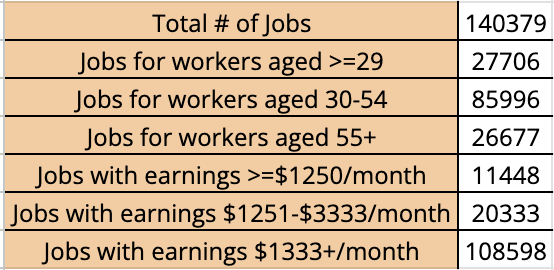 Total # of Jobs 140379
Jobs for workers aged >=29 27706
Jobs for workers aged 30-54 85996
Jobs for workers aged 55+ 26677
Jobs with earnings >=$1250/month 11448
Jobs with earnings $1251-$3333/month 20333
Jobs with earnings $1333+/month 108598